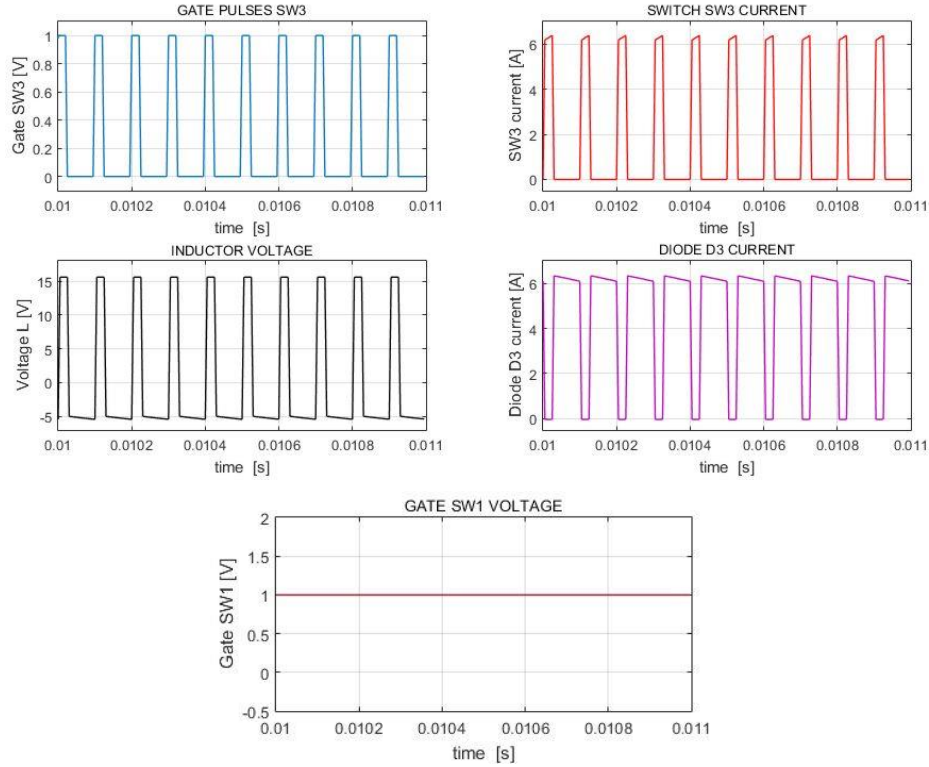 GATE PULSES SW3
Gate SW3 [V]
1
0.8
0.6
0.4
0.2
0
0.01 0.0102 0.0104 0.0106 0.0108 0.011
time [s]
SWITCH SW3 CURRENT
SW3 current [A]
6
4
2
0
0.01 0.0102 0.0104 0.0106 0.0108 0.011
time [s]
INDUCTOR VOLTAGE
Voltage L [V]
15
10
5
0
-5
0.01 0.0102 0.0104 0.0106 0.0108 0.011
time [s]
DIODE D3 CURRENT
Diode D3 current [A]
6
4
2
0
0.01 0.0102 0.0104 0.0106 0.0108 0.011
time [s]
GATE SW1 VOLTAGE
Gate SW1 [V]
2
1.5
1
0.5
0
-0.5
0.01 0.0102 0.0104 0.0106 0.0108 0.011
time [s]